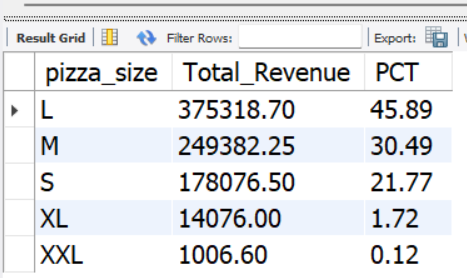 Result Grid Filter Rows: Export:
pizza_size Total_Revenue PCT
L 375318.70 45.89
M 249382.25 30.49
S 178076.50 21.77
XL 14076.00 1.72
XXL 1006.60 0.12